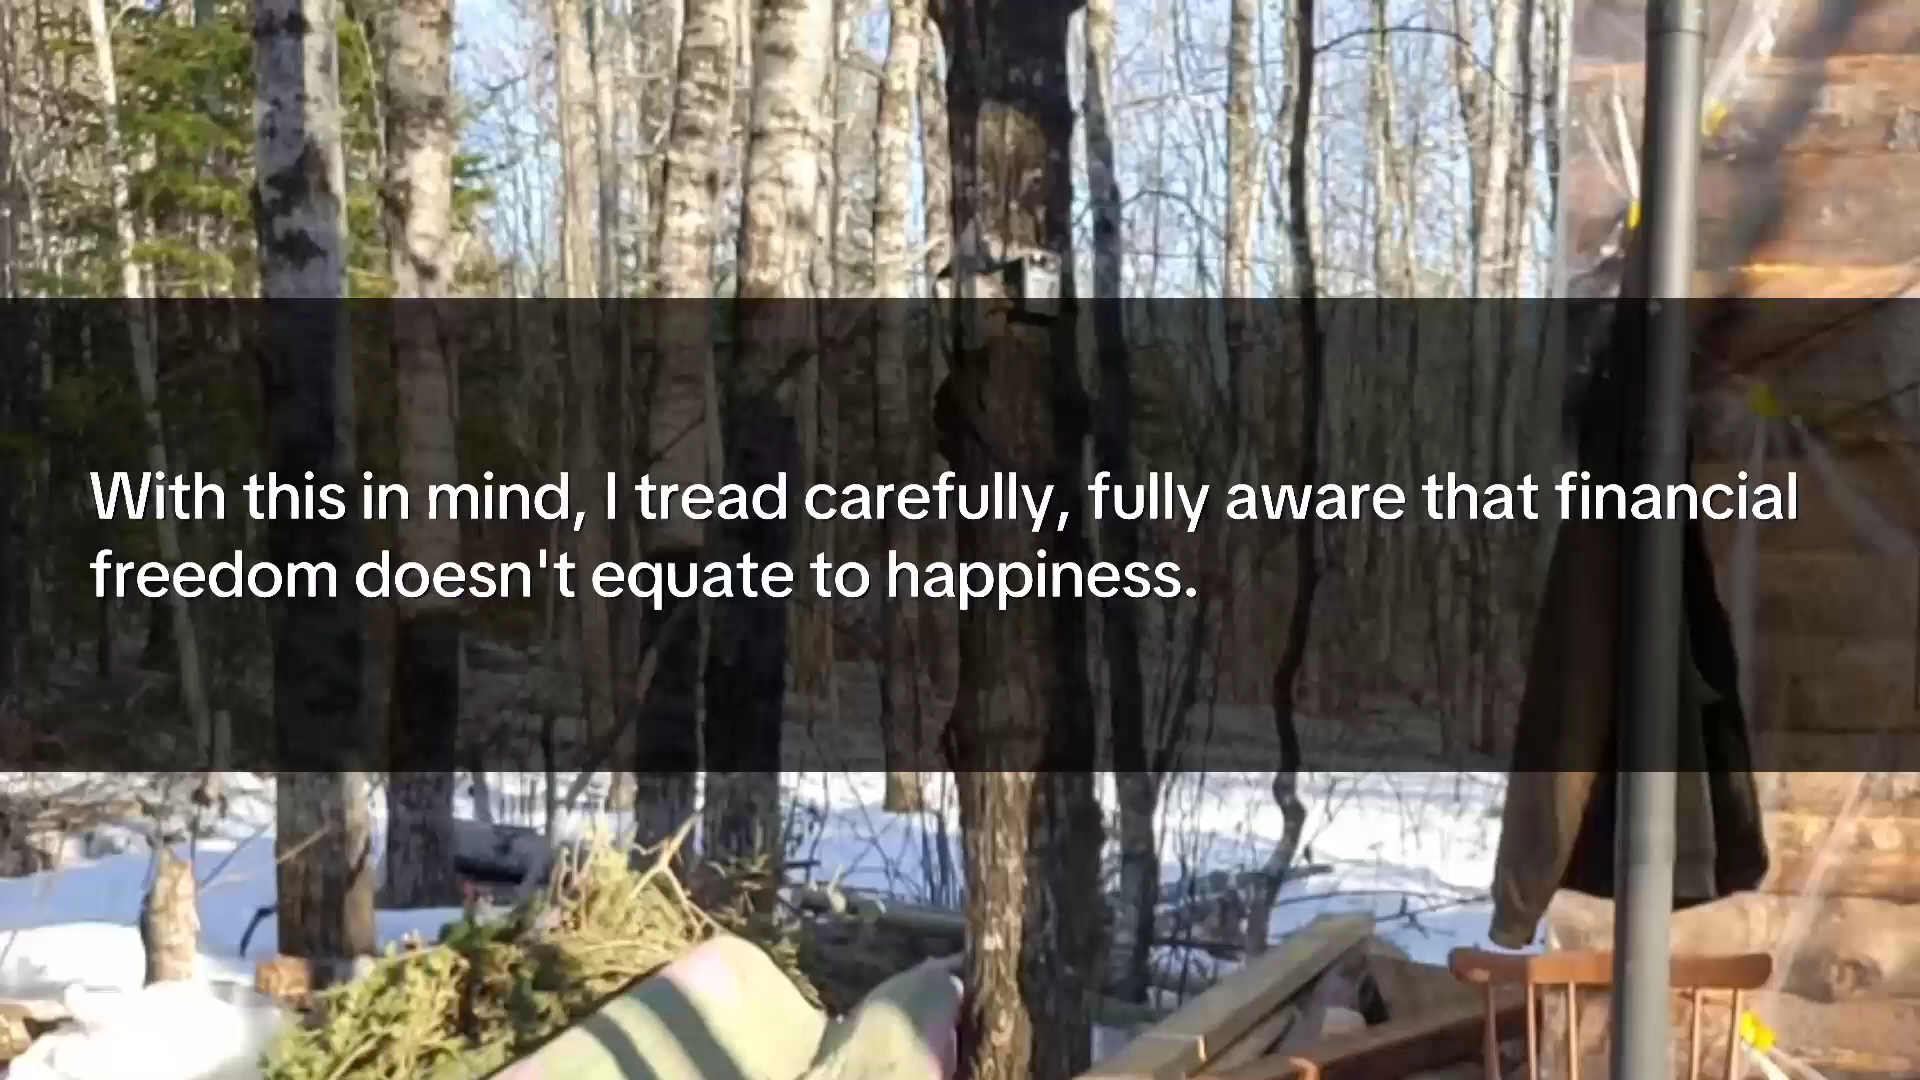 With this in mind, I tread carefully, fully aware that financial
freedom doesn't equate to happiness.